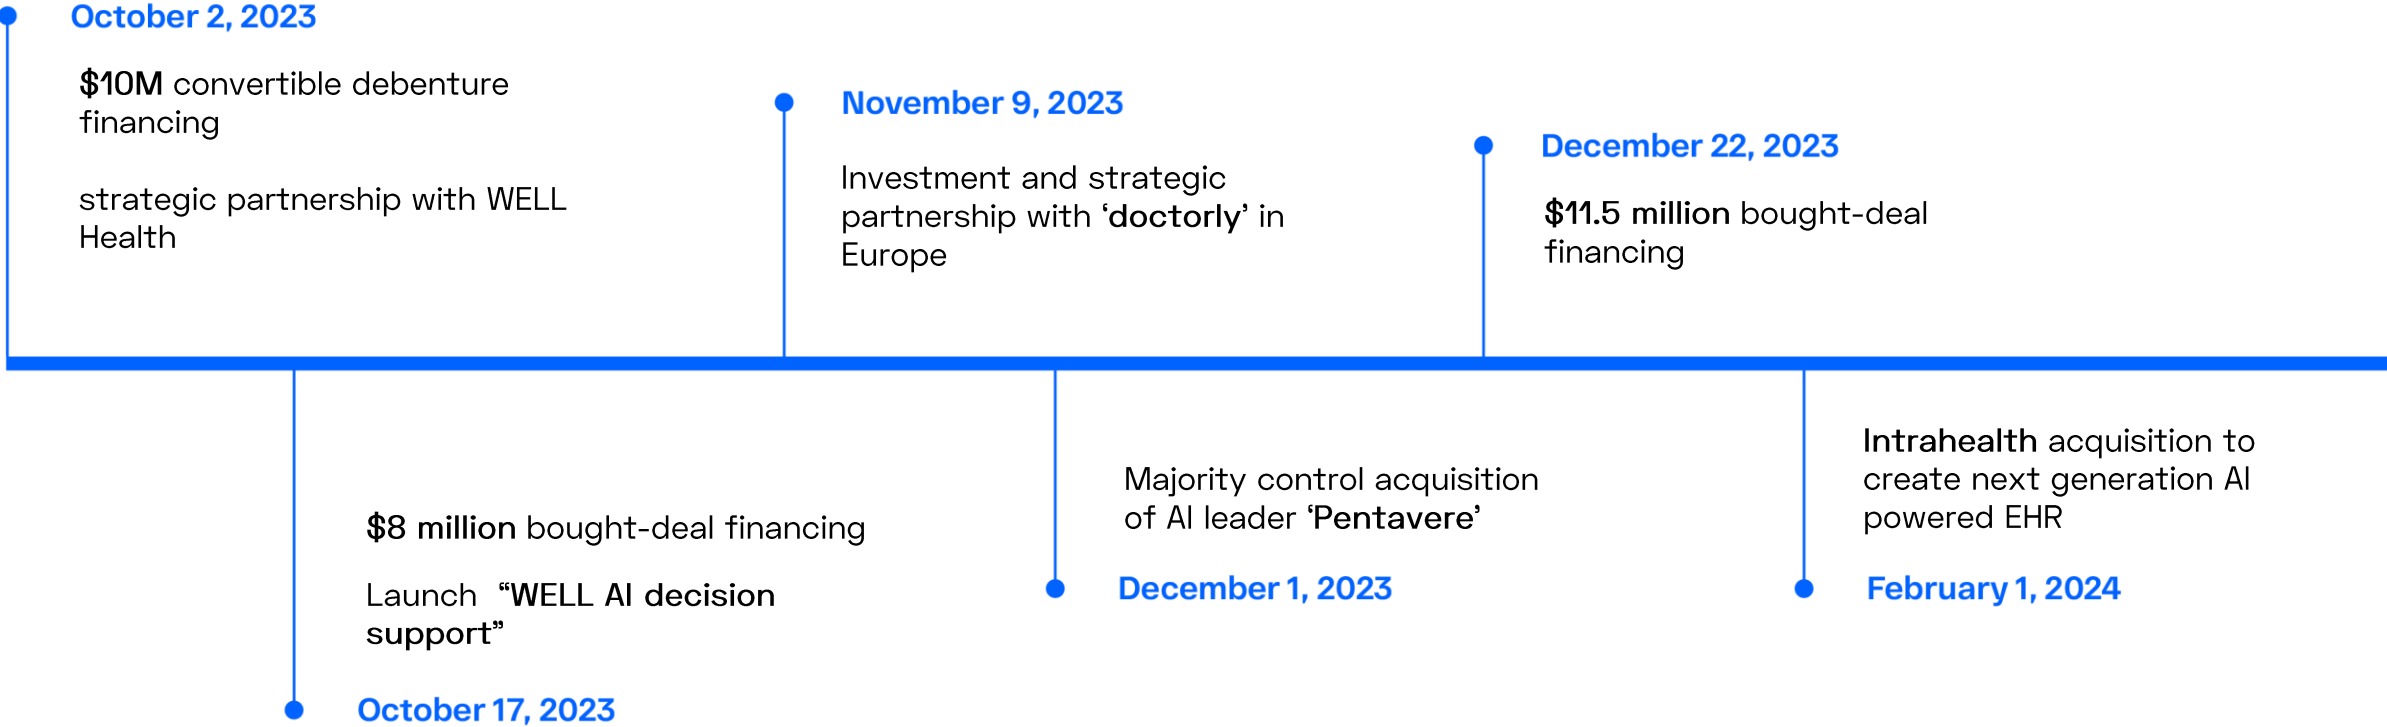 October 2, 2023
$10M convertible debenture
financing
strategic partnership with WELL
Health
$8 million bought-deal financing
Launch “WELL AI decision
support”
October 17, 2023
November 9, 2023
Investment and strategic
partnership with ‘doctorly’ in
Europe
Majority control acquisition
of AI leader ‘Pentavere’
December 1, 2023
December 22, 2023
$11.5 million bought-deal
financing
Intrahealth acquisition to
create next generation AI
powered EHR
February 1, 2024